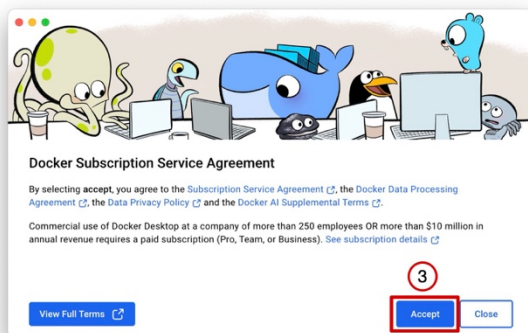 Docker Subscription Service Agreement
By selecting accept, you agree to the Subscription Service Agreement, the Docker Data Processing
Agreement, the Data Privacy Policy and the Docker AI Supplemental Terms.
Commercial use of Docker Desktop at a company of more than 250 employees OR more than $10 million in
annual revenue requires a paid subscription (Pro, Team, or Business). See subscription details
3
View Full Terms
Accept
Close